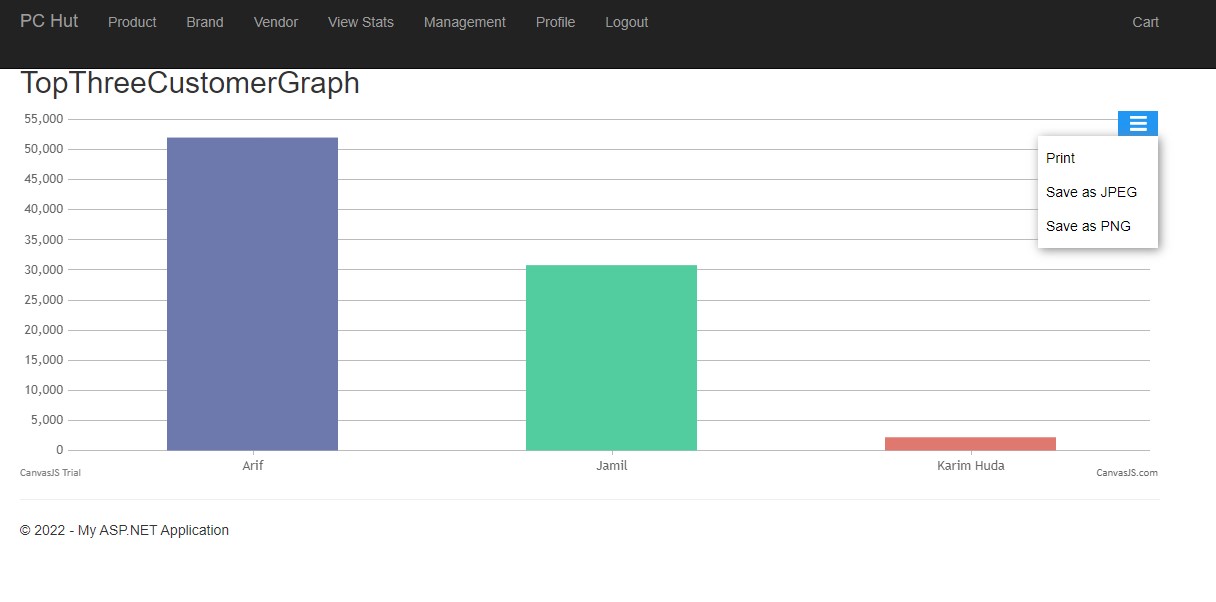 PC Hut Product Brand Vendor View Stats Management Profile Logout Cart
TopThreeCustomerGraph
55,000
50,000
Print
45,000
Save as JPEG
40,000
Save as PNG
35,000
30,000
25,000
20,000
15,000
10,000
5,000
0
Arif Jamil Karim Huda
CanvasJS Trial CanvasJS.com
© 2022 - My ASP.NET Application